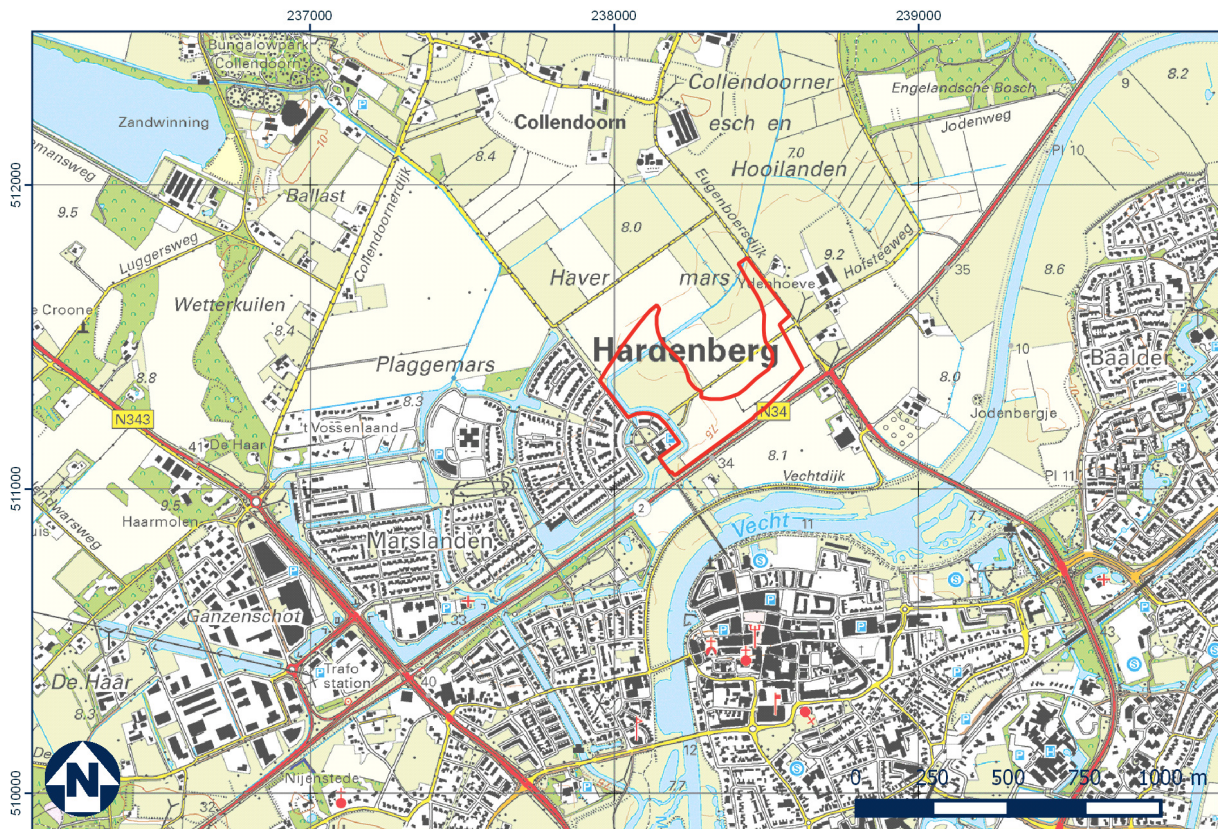 237000
238000
239000
512000
511000
510000
Bungalowpark
Collendoorn
Zandwinning
Collendoorn
Collendoorner
esch en
Hooilanden
Engelandsche Bosch
Jodenweg
9
8.2
Pl 10
10
8.4
7.0
emansweg
9.5
Ballast
Luggersweg
Collendoornerdijk
Eugenboersdijk
Hofsteeweg
8.0
9.2
35
8.6
Wetterkuilen
Haver
mars
Ydenhoeve
e Croone
8.4
Hardenberg
Baalder
Plaggemars
8.8
8.3
10
8.0
N343
't Vossenlaand
N34
Jodenbergje
41
De Haar
7.6
8.1
34
Vechtdijk
Pl 11
9.5
Haarmolen
2
Vecht
11
7.7
Marslanden
Ganzenschot
33
Trafo
station
40
43
De Haar
8.3
12
7.7
Nijenstede
32
N
0
250
500
750
1000 m